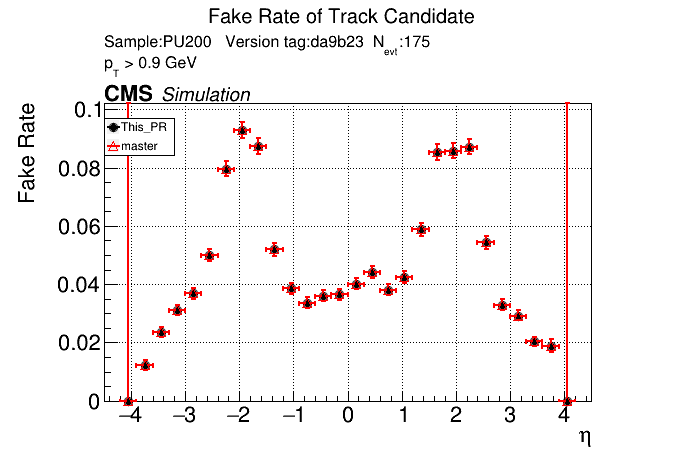 Fake Rate of Track Candidate
Sample:PU200 Version tag:da9b23 Nevt:175
pT > 0.9 GeV
CMS Simulation
Fake Rate
0.1
0.08
0.06
0.04
0.02
0
This_PR
master
−4 −3 −2 −1 0 1 2 3 4
η